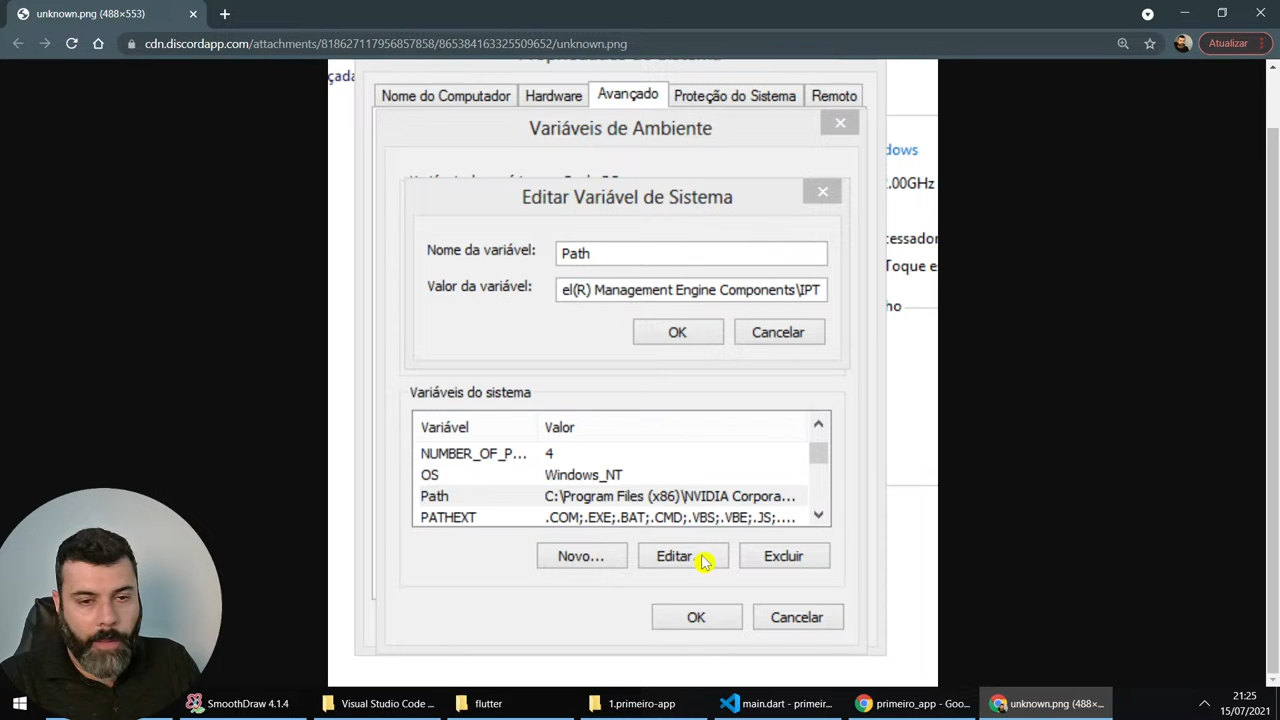 unknown.png (488×553)
cdn.discordapp.com/attachments/818627117956857858/865384163325509652/unknown.png
Atualizar
çada
Nome do Computador
Hardware
Avançado
Proteção do Sistema
Remoto
Variáveis de Ambiente
dows
.00GHz
Editar Variável de Sistema
Nome da variável:
Path
cessador
Toque e
Valor da variável:
el(R) Management Engine Components\IPT
ho
OK
Cancelar
Variáveis do sistema
Variável
Valor
NUMBER_OF_P...
4
OS
Windows_NT
Path
C:\Program Files (x86)\NVIDIA Corpora...
PATHEXT
.COM;.EXE;.BAT;.CMD;.VBS;.VBE;.JS;....
Novo...
Editar...
Excluir
OK
Cancelar
SmoothDraw 4.1.4
Visual Studio Code ...
flutter
1.primeiro-app
main.dart - primeir...
primeiro_app - Goo...
unknown.png (488×...
21:25
15/07/2021